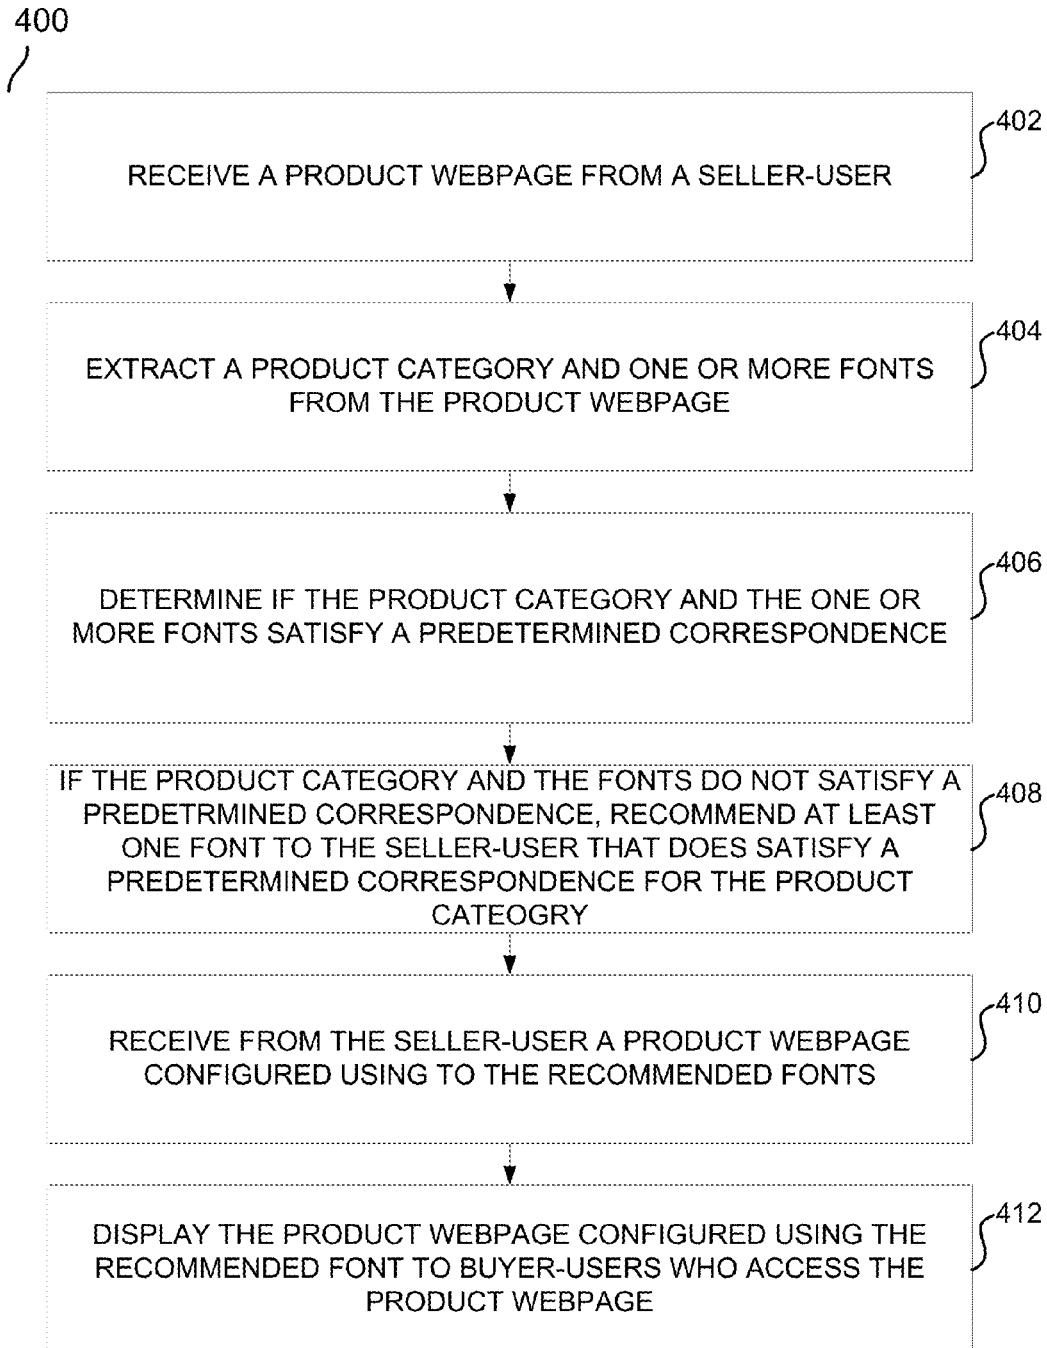 400
402
RECEIVE A PRODUCT WEBPAGE FROM A SELLER-USER
404
EXTRACT A PRODUCT CATEGORY AND ONE OR MORE FONTS
FROM THE PRODUCT WEBPAGE
406
DETERMINE IF THE PRODUCT CATEGORY AND THE ONE OR
MORE FONTS SATISFY A PREDETERMINED CORRESPONDENCE
408
IF THE PRODUCT CATEGORY AND THE FONTS DO NOT SATISFY A
PREDETRMINED CORRESPONDENCE, RECOMMEND AT LEAST
ONE FONT TO THE SELLER-USER THAT DOES SATISFY A
PREDETERMINED CORRESPONDENCE FOR THE PRODUCT
CATEOGRY
410
RECEIVE FROM THE SELLER-USER A PRODUCT WEBPAGE
CONFIGURED USING TO THE RECOMMENDED FONTS
412
DISPLAY THE PRODUCT WEBPAGE CONFIGURED USING THE
RECOMMENDED FONT TO BUYER-USERS WHO ACCESS THE
PRODUCT WEBPAGE